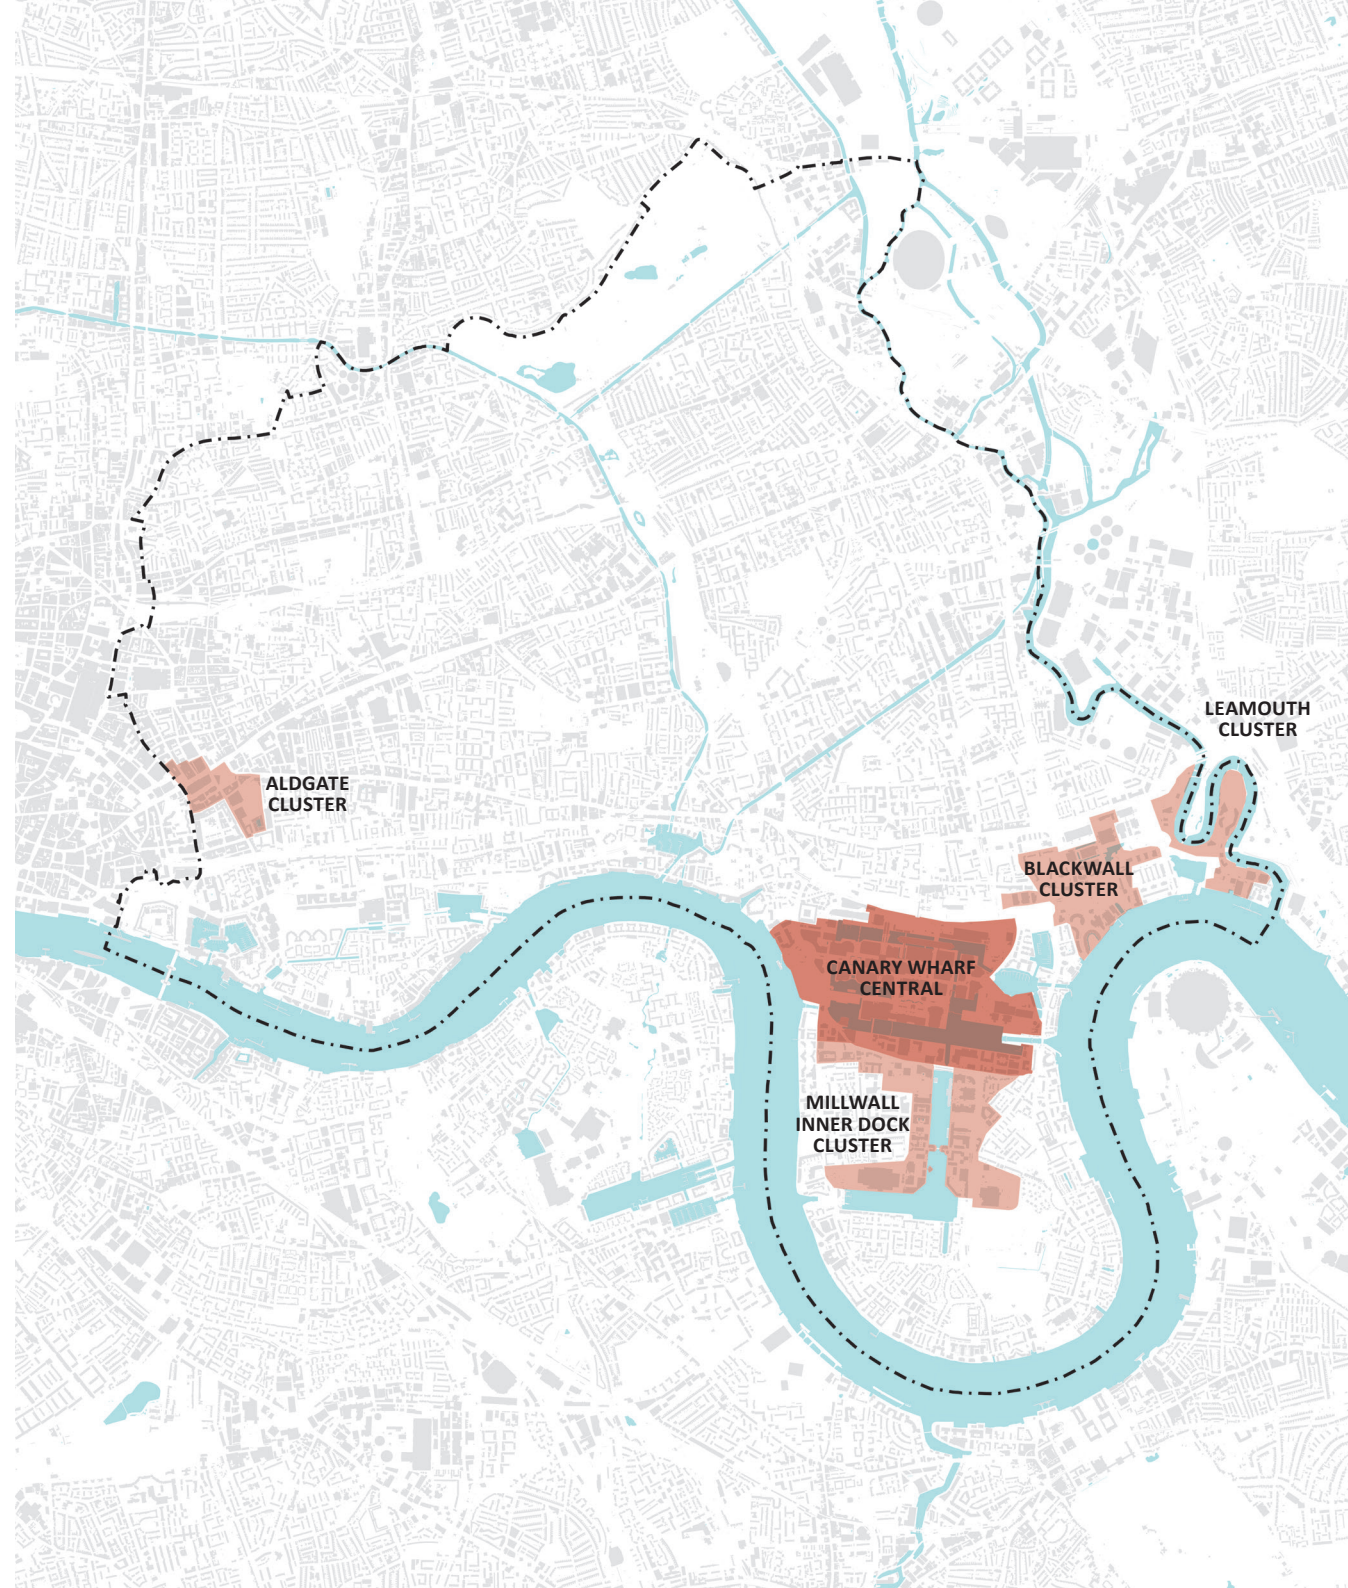 LEAMOUTH
CLUSTER
ALDGATE
CLUSTER
BLACKWALL
CLUSTER
CANARY WHARF
CENTRAL
MILLWALL
INNER DOCK
CLUSTER